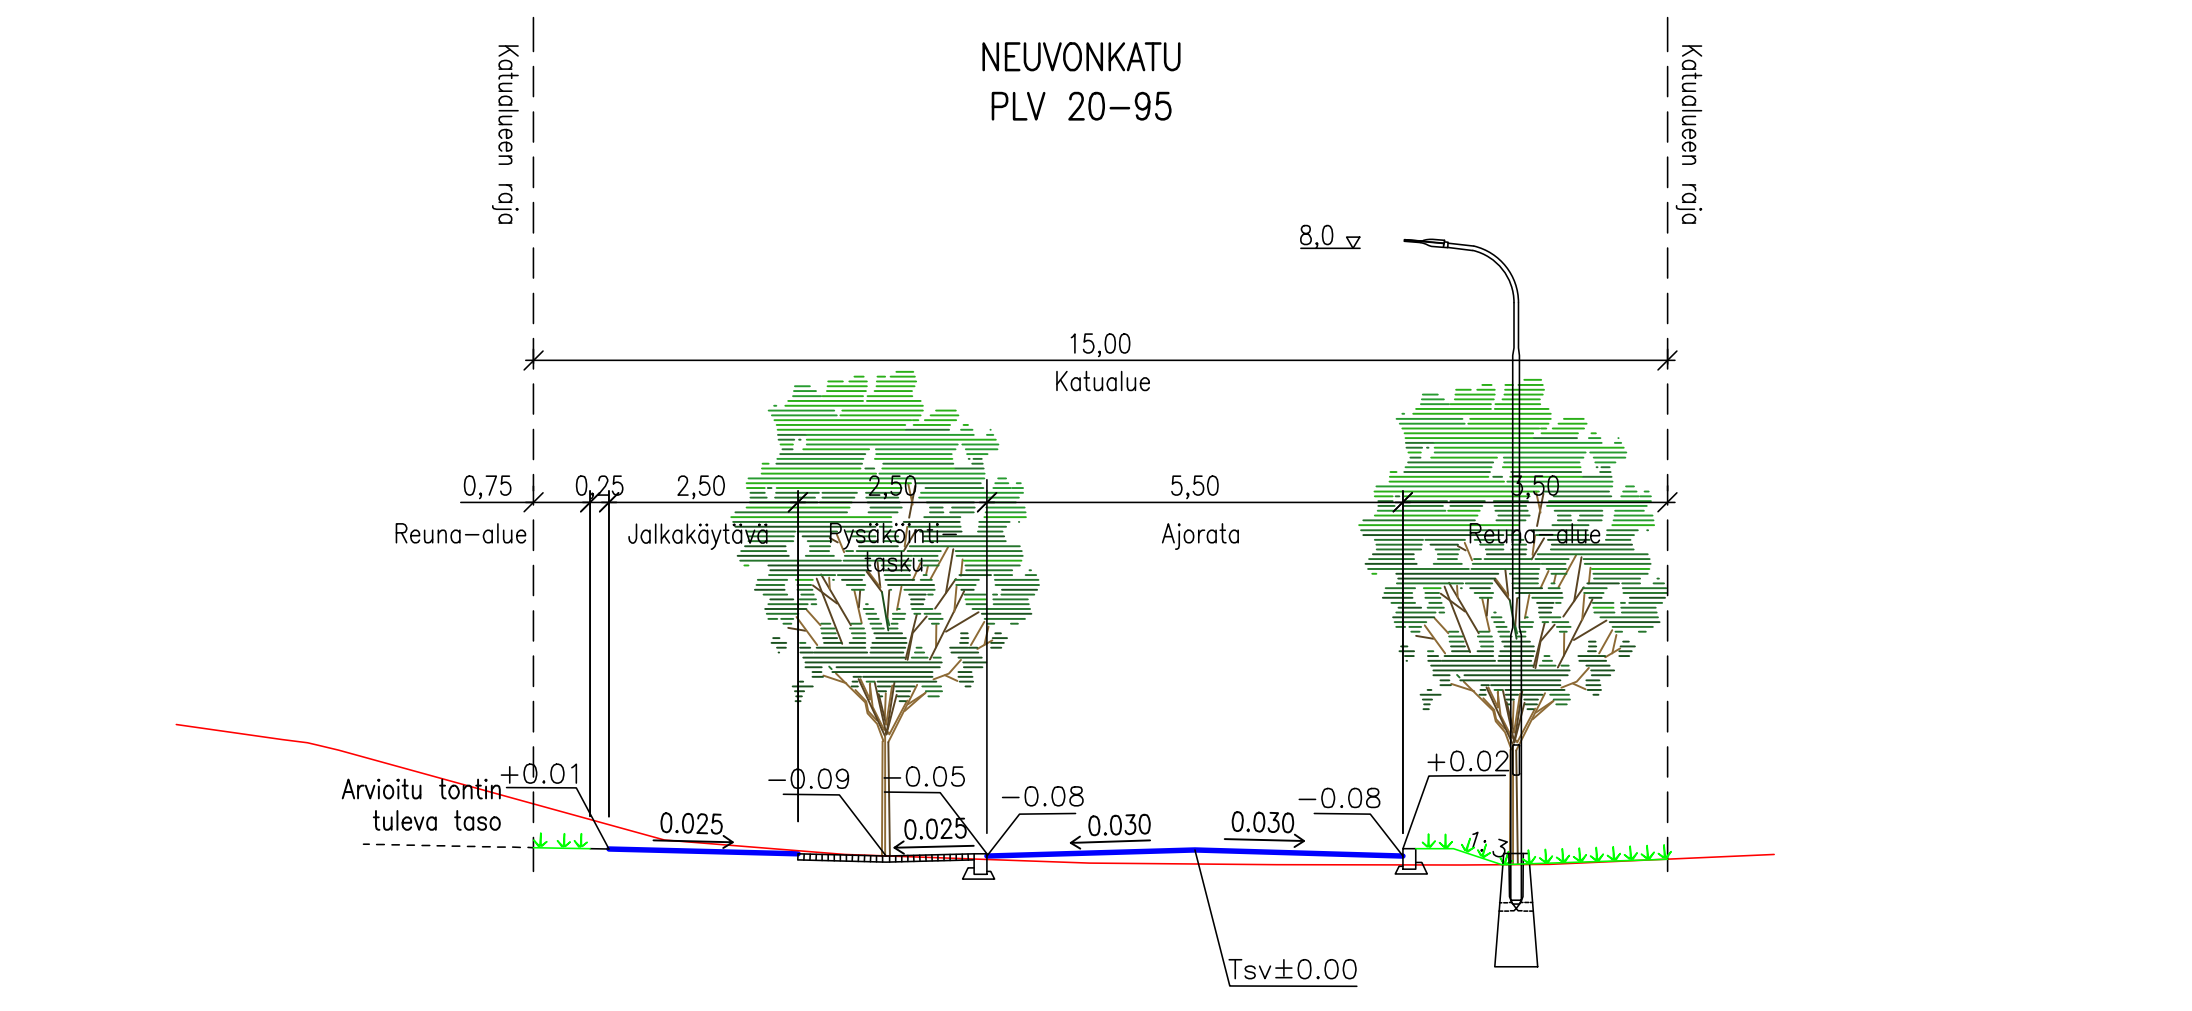 NEUVONKATU
PLV 20-95
Katualueen raja
Katualueen raja
8,0
15,00
Katualue
0,75
0,25
2,50
2,50
5,50
3,50
Reuna-alue
Jalkakäytävä
Pysäköinti-
tasku
Ajorata
Reuna-alue
Arvioitu tontin
tuleva taso
+0.01
-0.09
-0.05
-0.08
-0.08
+0.02
0.025
0.025
0.030
0.030
1:3
Tsv±0.00